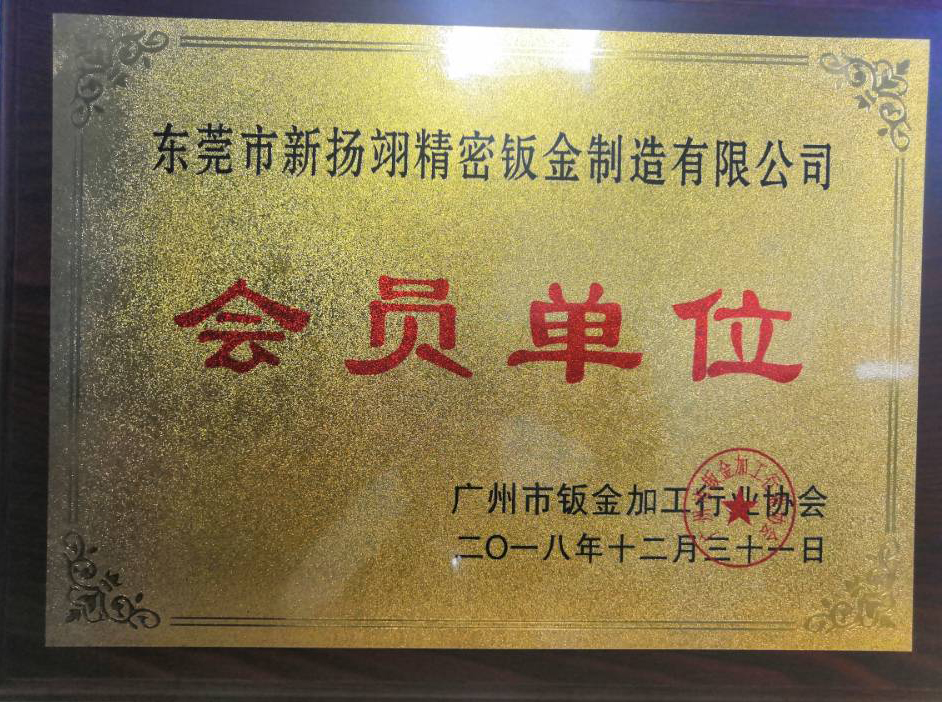 东莞市新扬翊精密钣金制造有限公司
会员单位
广州市钣金加工行业协会
二〇一八年十二月三十一日